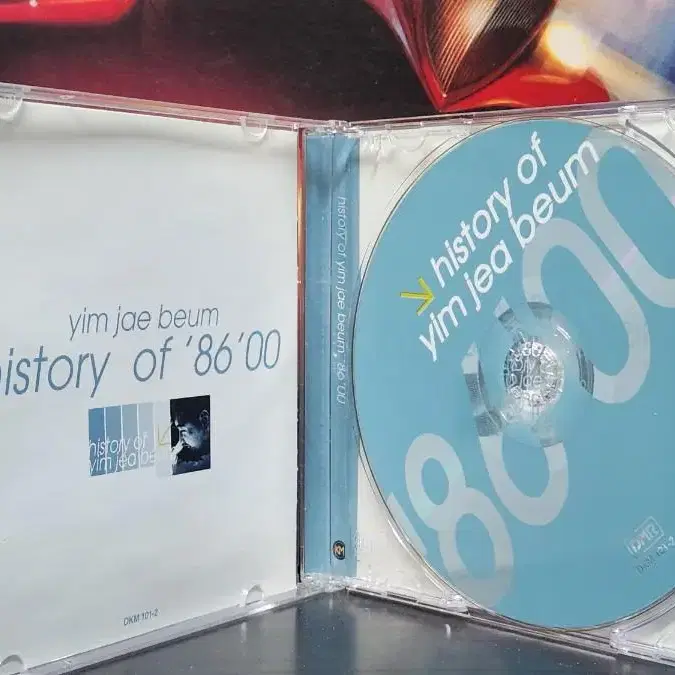 yim jae beum
history of '86 '00
history of
yim jea be
DKM 101-2
history of yim jae beum '86 '00
history of
yim jea beum
'86 '00